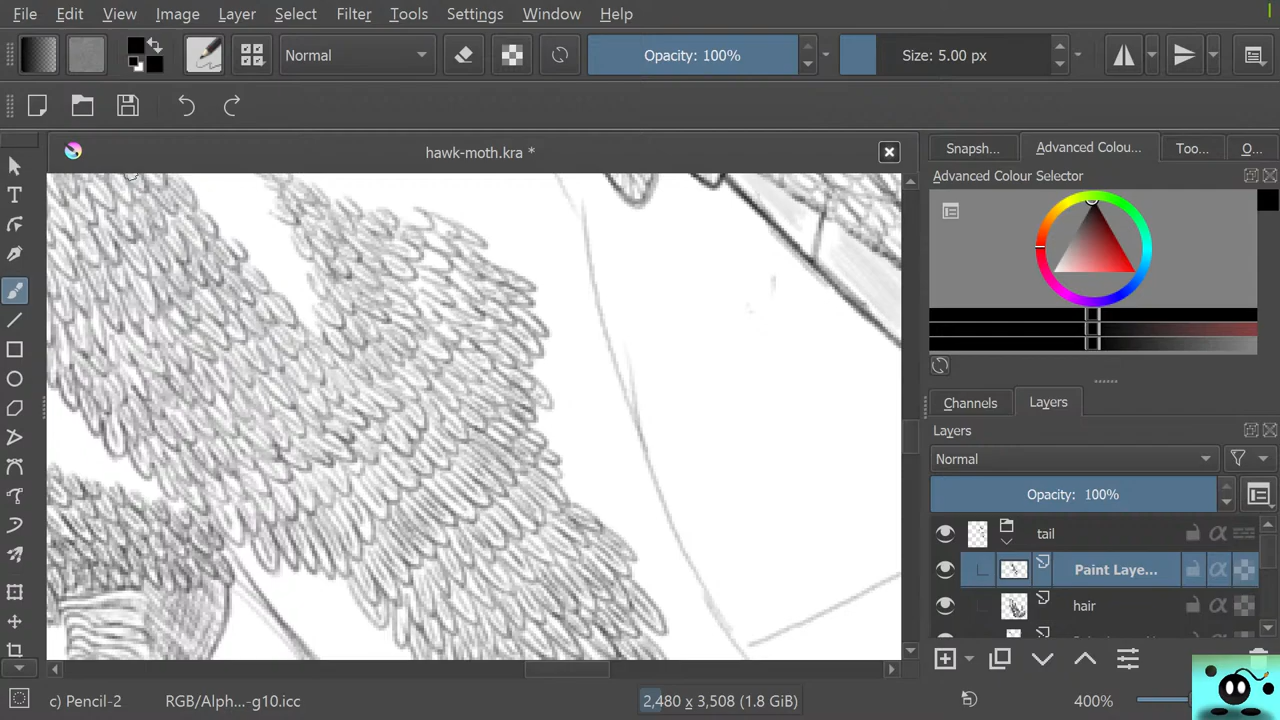 File Edit View Image Layer Select Filter Tools Settings Window Help
Normal Opacity: 100% Size: 5.00 px
hawk-moth.kra *
Snapsh... Advanced Colou... Too... O...
Advanced Colour Selector
Channels Layers
Layers
Normal
Opacity: 100%
tail
Paint Laye...
hair
c) Pencil-2 RGB/Alph...-g10.icc 2,480 x 3,508 (1.8 GiB) 400%